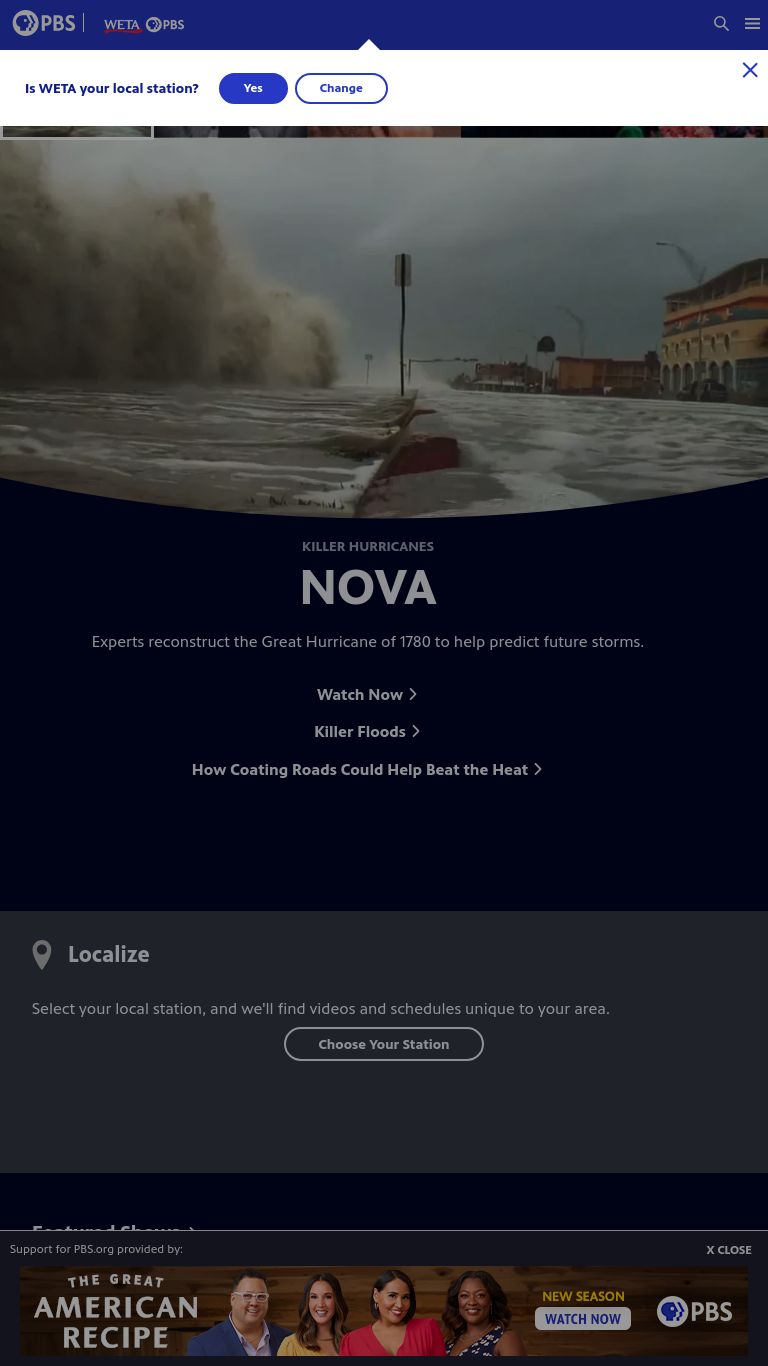 PBS
WETA PBS
Is WETA your local station?
Yes
Change
KILLER HURRICANES
NOVA
Experts reconstruct the Great Hurricane of 1780 to help predict future storms.
Watch Now
Killer Floods
How Coating Roads Could Help Beat the Heat
Localize
Select your local station, and we'll find videos and schedules unique to your area.
Choose Your Station
Featured Shows
Support for PBS.org provided by:
X CLOSE
THE GREAT
AMERICAN
RECIPE
NEW SEASON
WATCH NOW
PBS